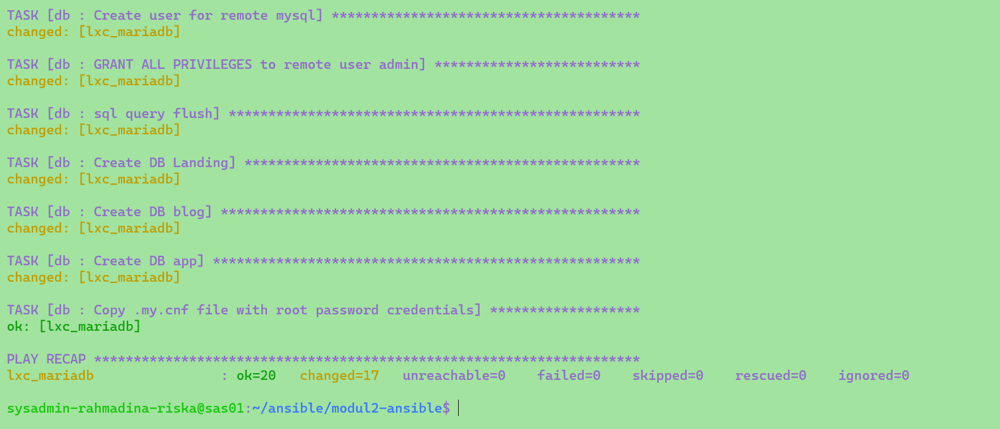 TASK [db : Create user for remote mysql] ***************************************
changed: [lxc_mariadb]
TASK [db : GRANT ALL PRIVILEGES to remote user admin] **************************
changed: [lxc_mariadb]
TASK [db : sql query flush] ****************************************************
changed: [lxc_mariadb]
TASK [db : Create DB Landing] **************************************************
changed: [lxc_mariadb]
TASK [db : Create DB blog] *****************************************************
changed: [lxc_mariadb]
TASK [db : Create DB app] ******************************************************
changed: [lxc_mariadb]
TASK [db : Copy .my.cnf file with root password credentials] *******************
ok: [lxc_mariadb]
PLAY RECAP *********************************************************************
lxc_mariadb                : ok=20   changed=17   unreachable=0    failed=0    skipped=0    rescued=0    ignored=0
sysadmin-rahmadina-riska@sas01:~/ansible/modul2-ansible$